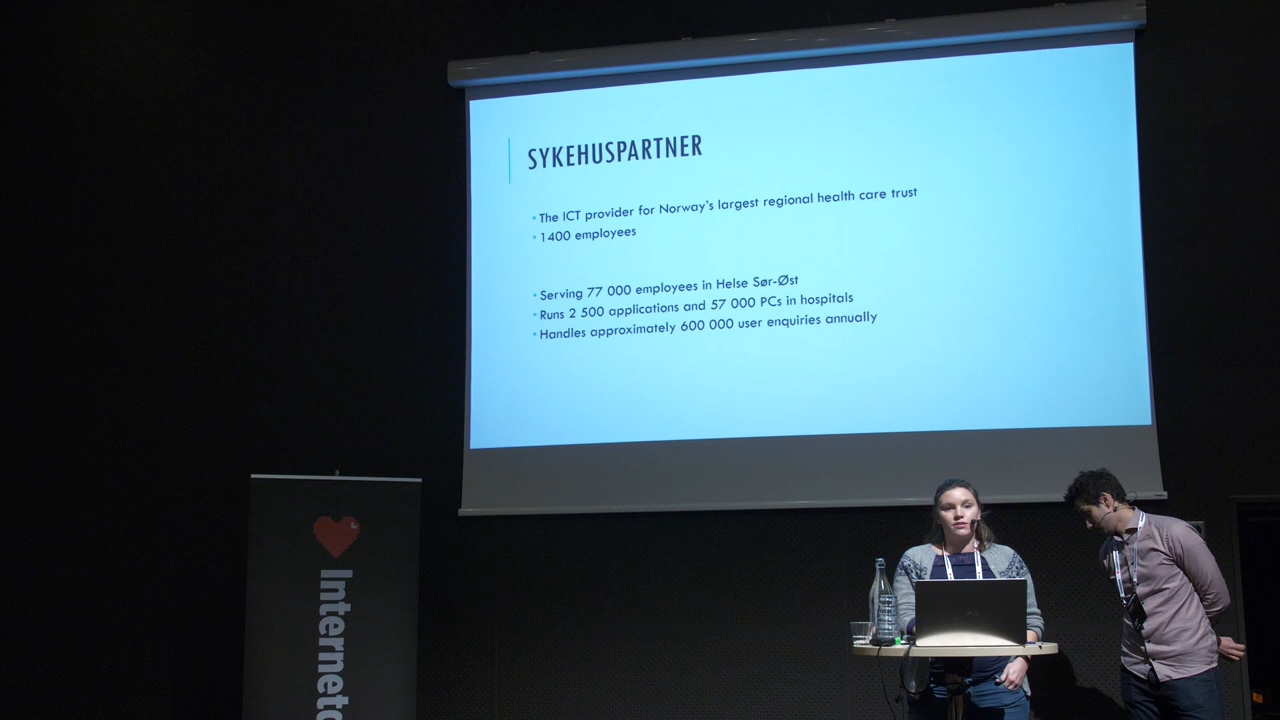 SYKEHUSPARTNER
The ICT provider for Norway's largest regional health care trust
1400 employees
Serving 77 000 employees in Helse Sør-Øst
Runs 2 500 applications and 57 000 PCs in hospitals
Handles approximately 600 000 user enquiries annually